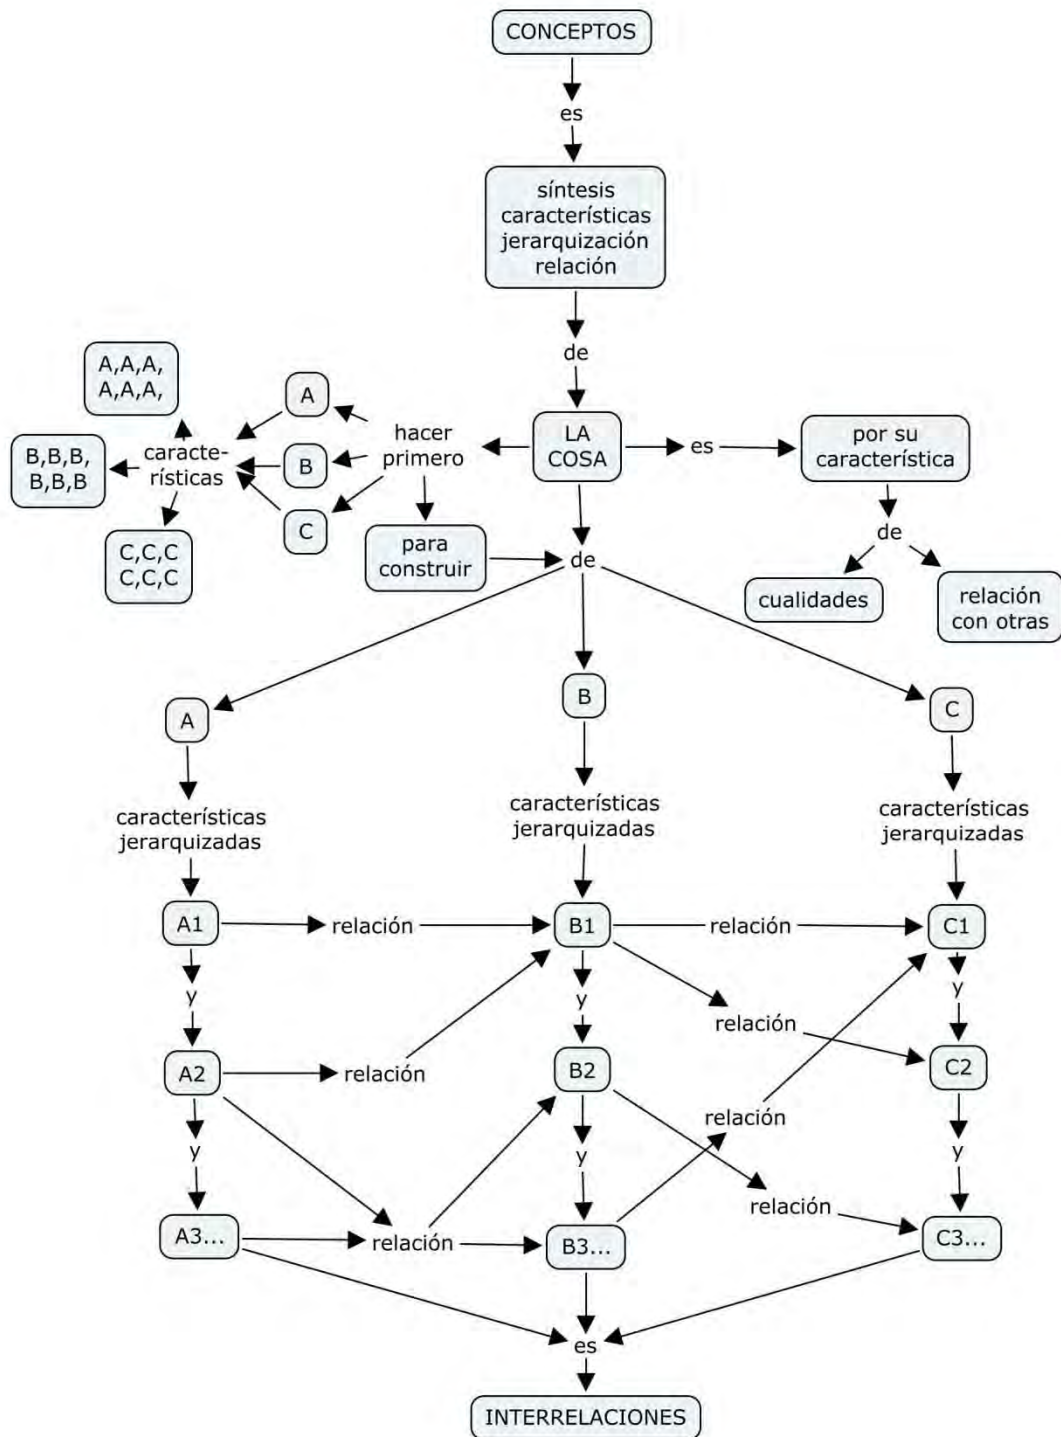 CONCEPTOS
es
síntesis
características
jerarquización
relación
de
A,A,A,
A,A,A,
A
B,B,B,
B,B,B
caracte-
rísticas
B
hacer
primero
LA
COSA
es
por su
característica
C,C,C
C,C,C
C
para
construir
de
de
cualidades
relación
con otras
A
B
C
características
jerarquizadas
características
jerarquizadas
características
jerarquizadas
A1
relación
B1
relación
C1
y
y
y
relación
A2
relación
B2
C2
relación
y
y
y
relación
A3...
relación
B3...
C3...
es
INTERRELACIONES